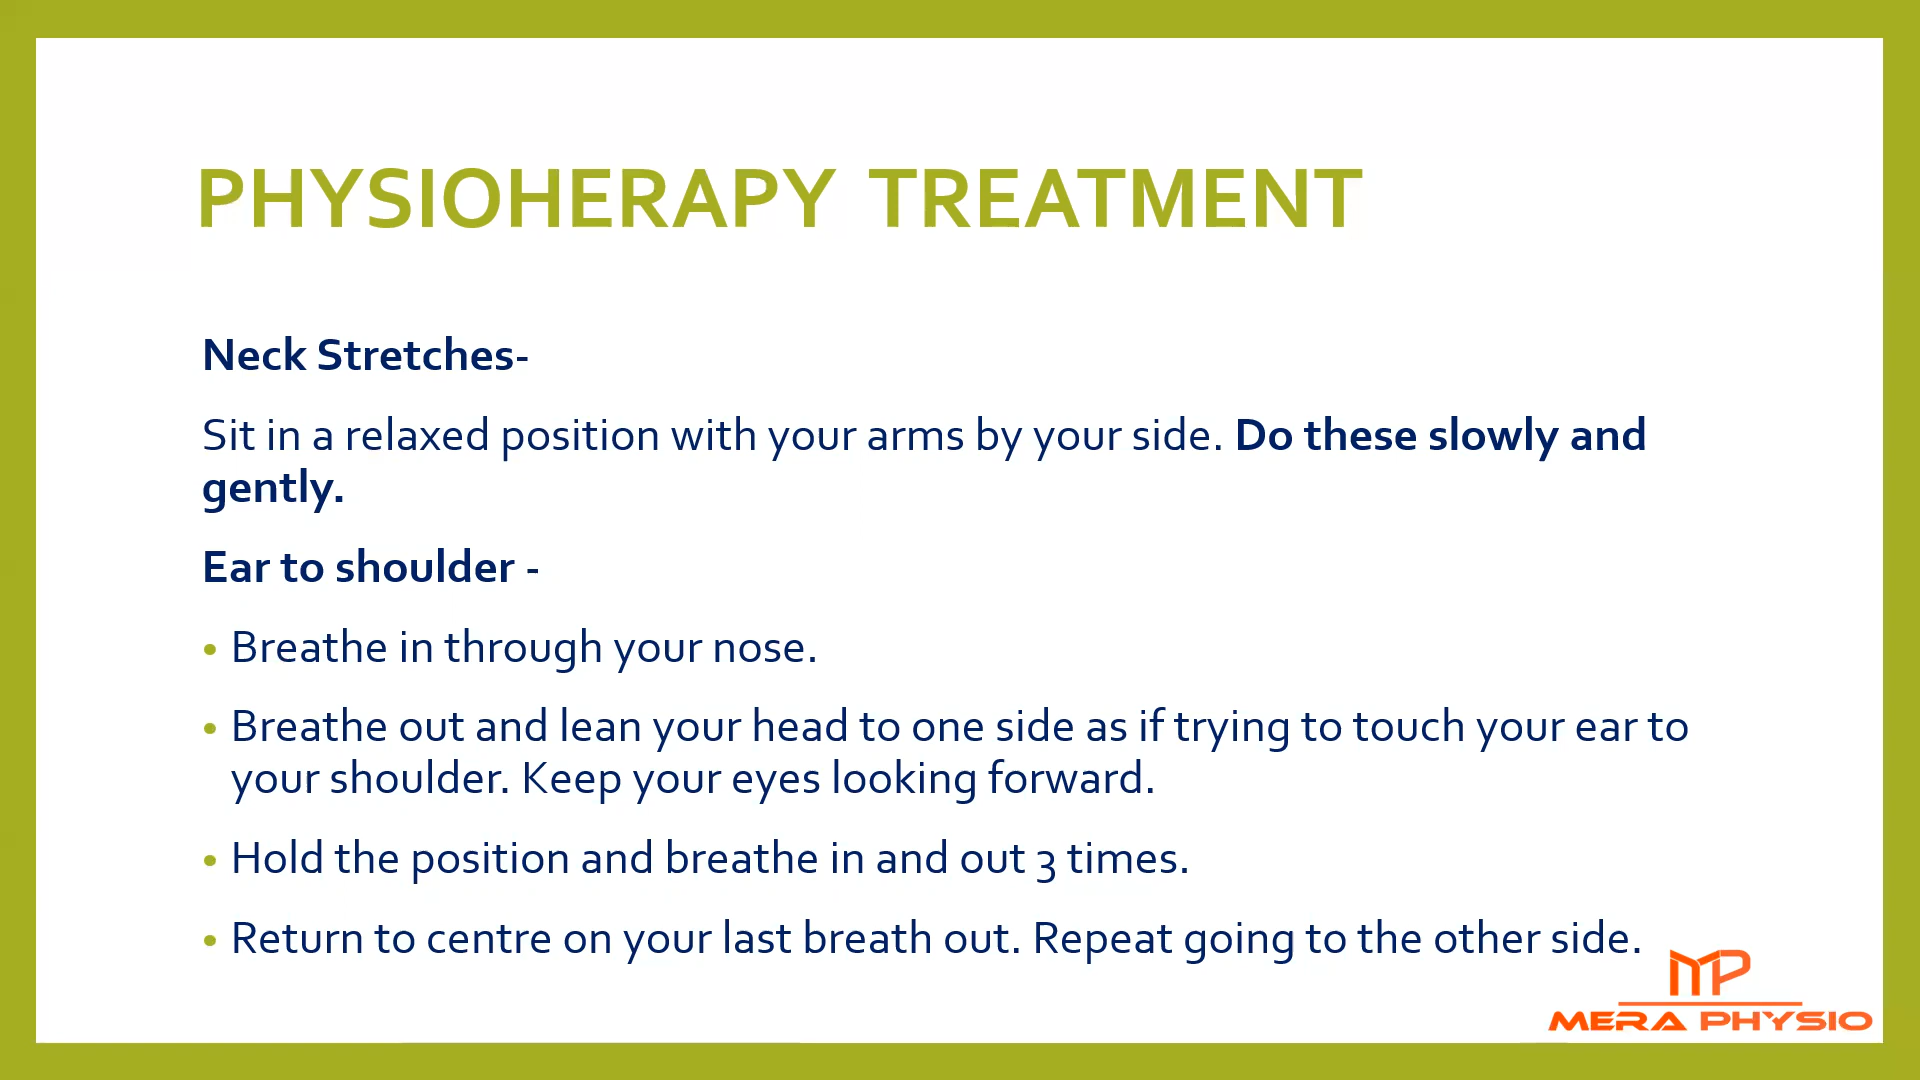 PHYSIOHERAPY TREATMENT
Neck Stretches-
Sit in a relaxed position with your arms by your side. Do these slowly and
gently.
Ear to shoulder -
• Breathe in through your nose.
• Breathe out and lean your head to one side as if trying to touch your ear to
your shoulder. Keep your eyes looking forward.
• Hold the position and breathe in and out 3 times.
• Return to centre on your last breath out. Repeat going to the other side.
MP
MERA PHYSIO